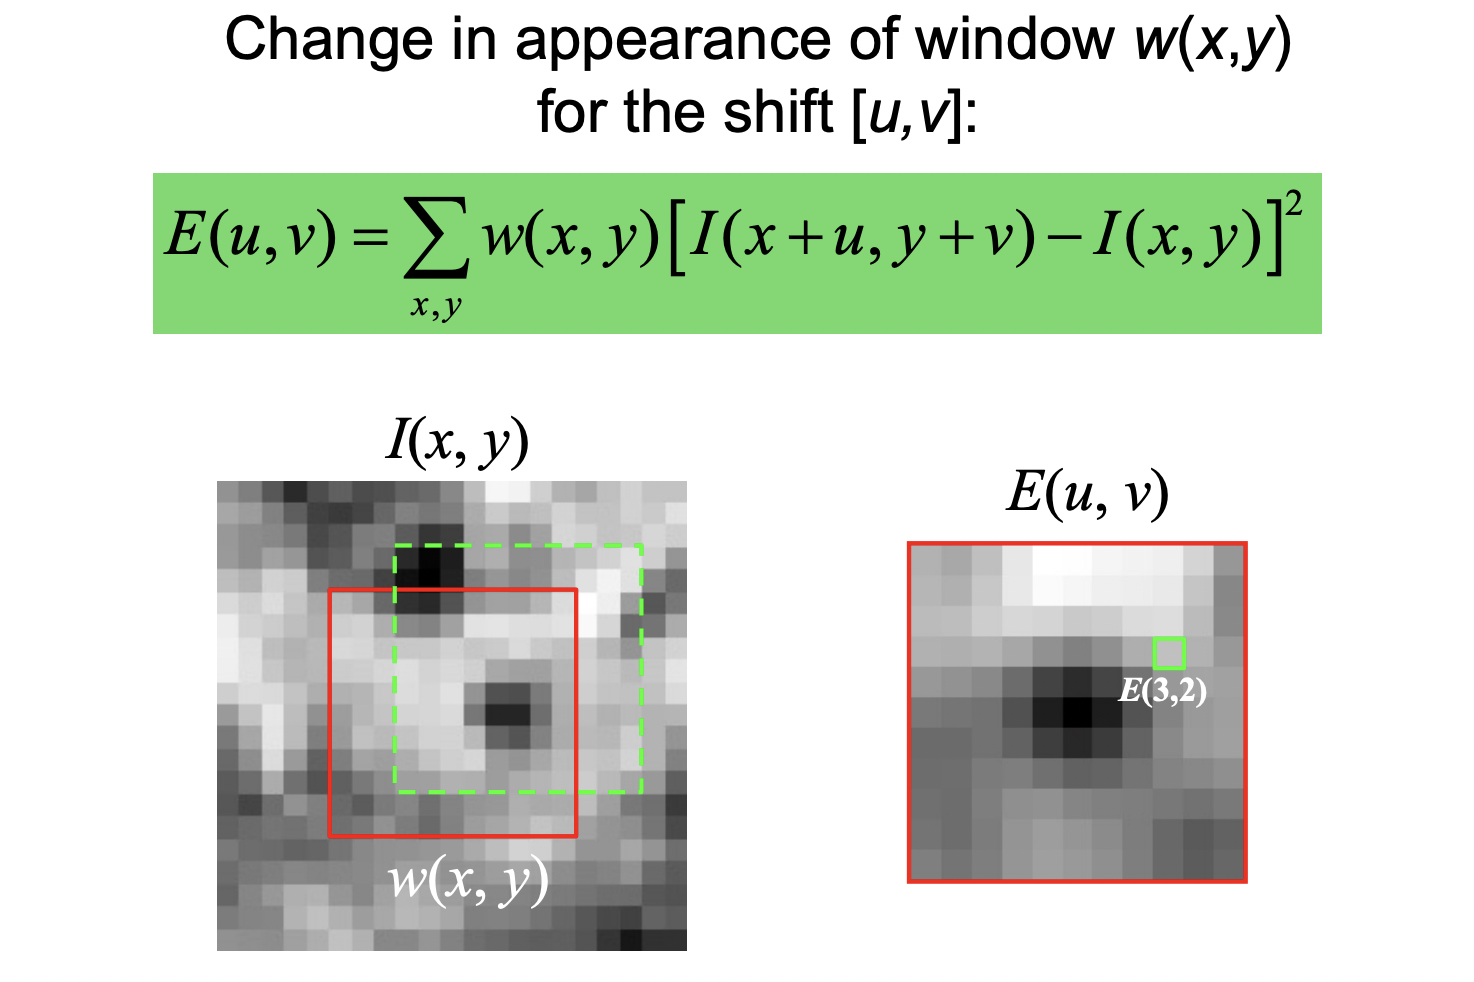 Change in appearance of window w(x,y)
for the shift [u,v]:
E(u,v) = ∑ w(x,y)[I(x+u, y+v) − I(x,y)]²
x,y
I(x, y)
E(u, v)
E(3,2)
w(x, y)